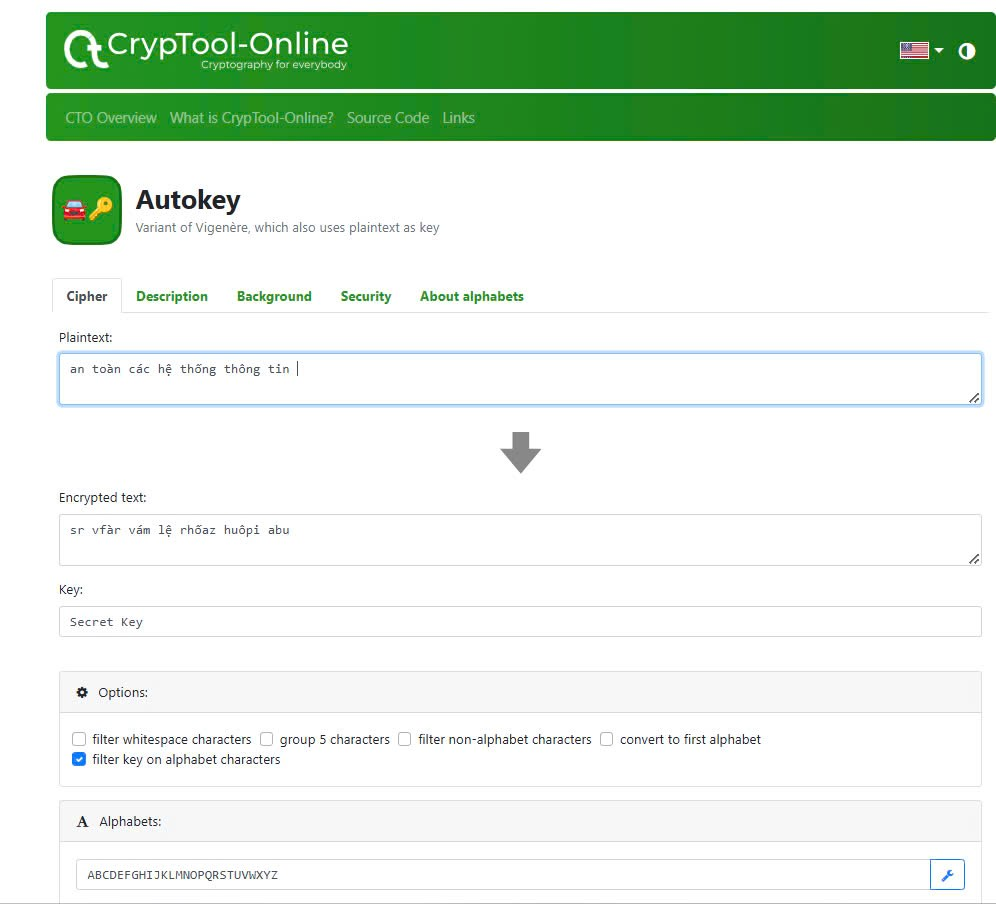 CrypTool-Online
Cryptography for everybody
CTO Overview What is CrypTool-Online? Source Code Links
Autokey
Variant of Vigenère, which also uses plaintext as key
Cipher Description Background Security About alphabets
Plaintext:
an toàn các hệ thống thông tin
Encrypted text:
sr vfàr vám lệ rhốaz huôpi abu
Key:
Secret Key
Options:
filter whitespace characters group 5 characters filter non-alphabet characters convert to first alphabet
filter key on alphabet characters
A Alphabets:
ABCDEFGHIJKLMNOPQRSTUVWXYZ